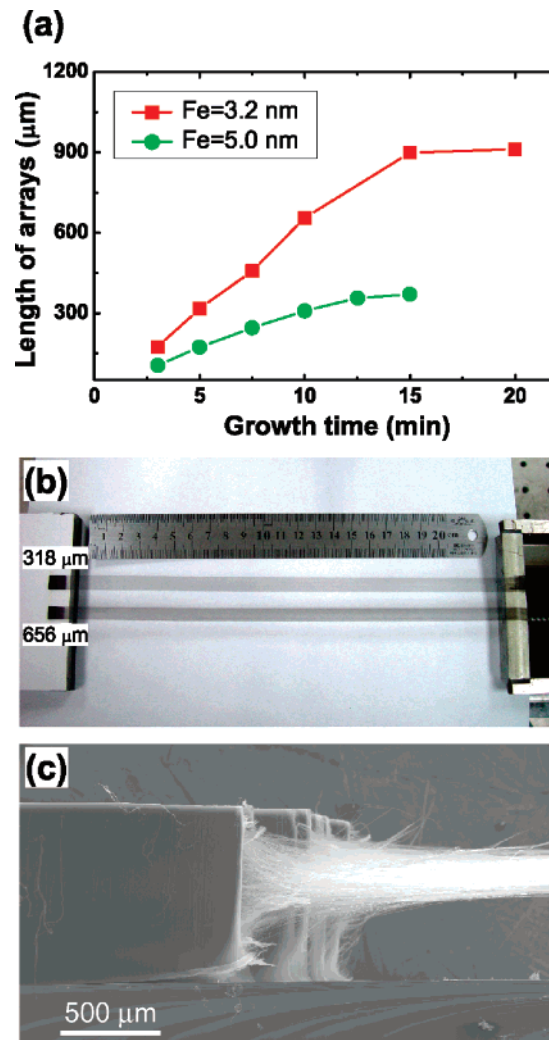 (a)
1200
900
600
300
Length of arrays (μm)
Fe=3.2 nm
Fe=5.0 nm
0 5 10 15 20
Growth time (min)
(b)
1 2 3 4 5 6 7 8 9 10 11 12 13 14 15 16 17 18 19 20 cm
318 μm
656 μm
(c)
500 μm